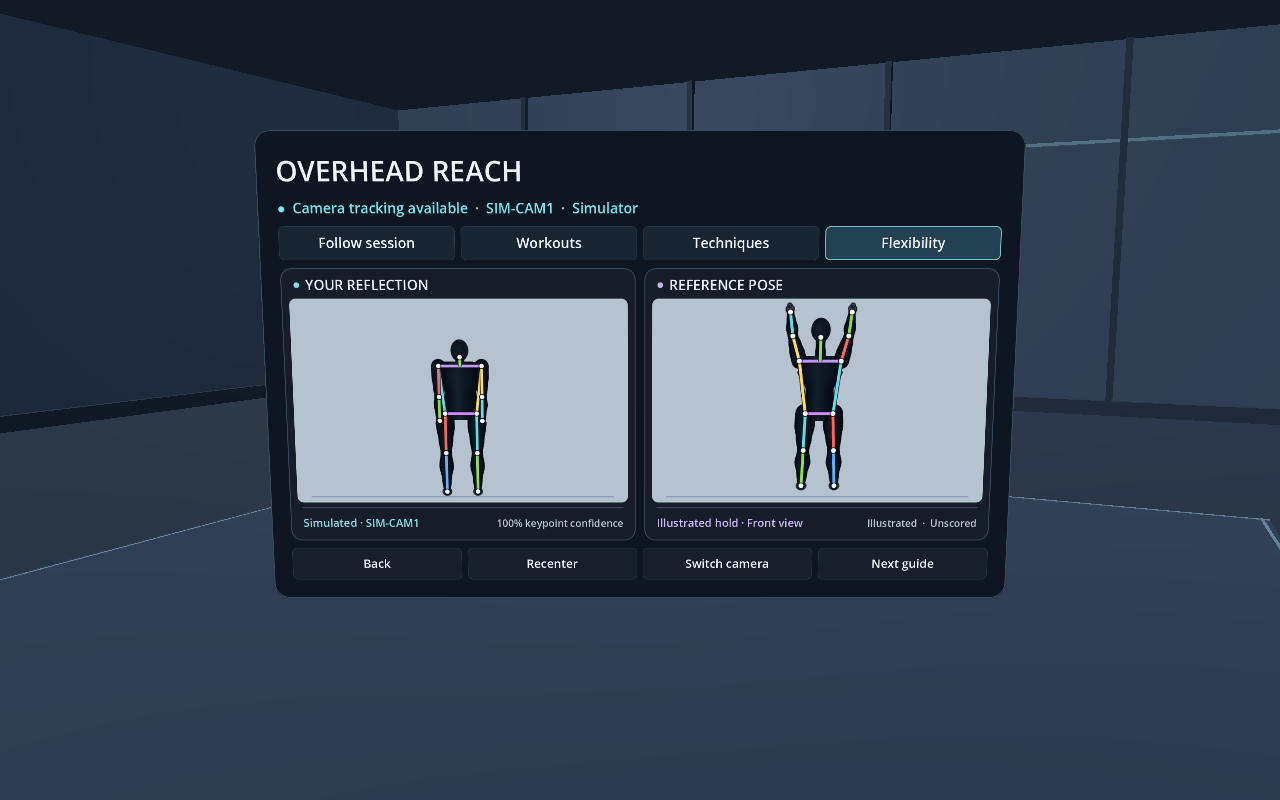 OVERHEAD REACH
Camera tracking available · SIM-CAM1 · Simulator
Follow session
Workouts
Techniques
Flexibility
YOUR REFLECTION
REFERENCE POSE
Simulated · SIM-CAM1
100% keypoint confidence
Illustrated hold · Front view
Illustrated · Unscored
Back
Recenter
Switch camera
Next guide